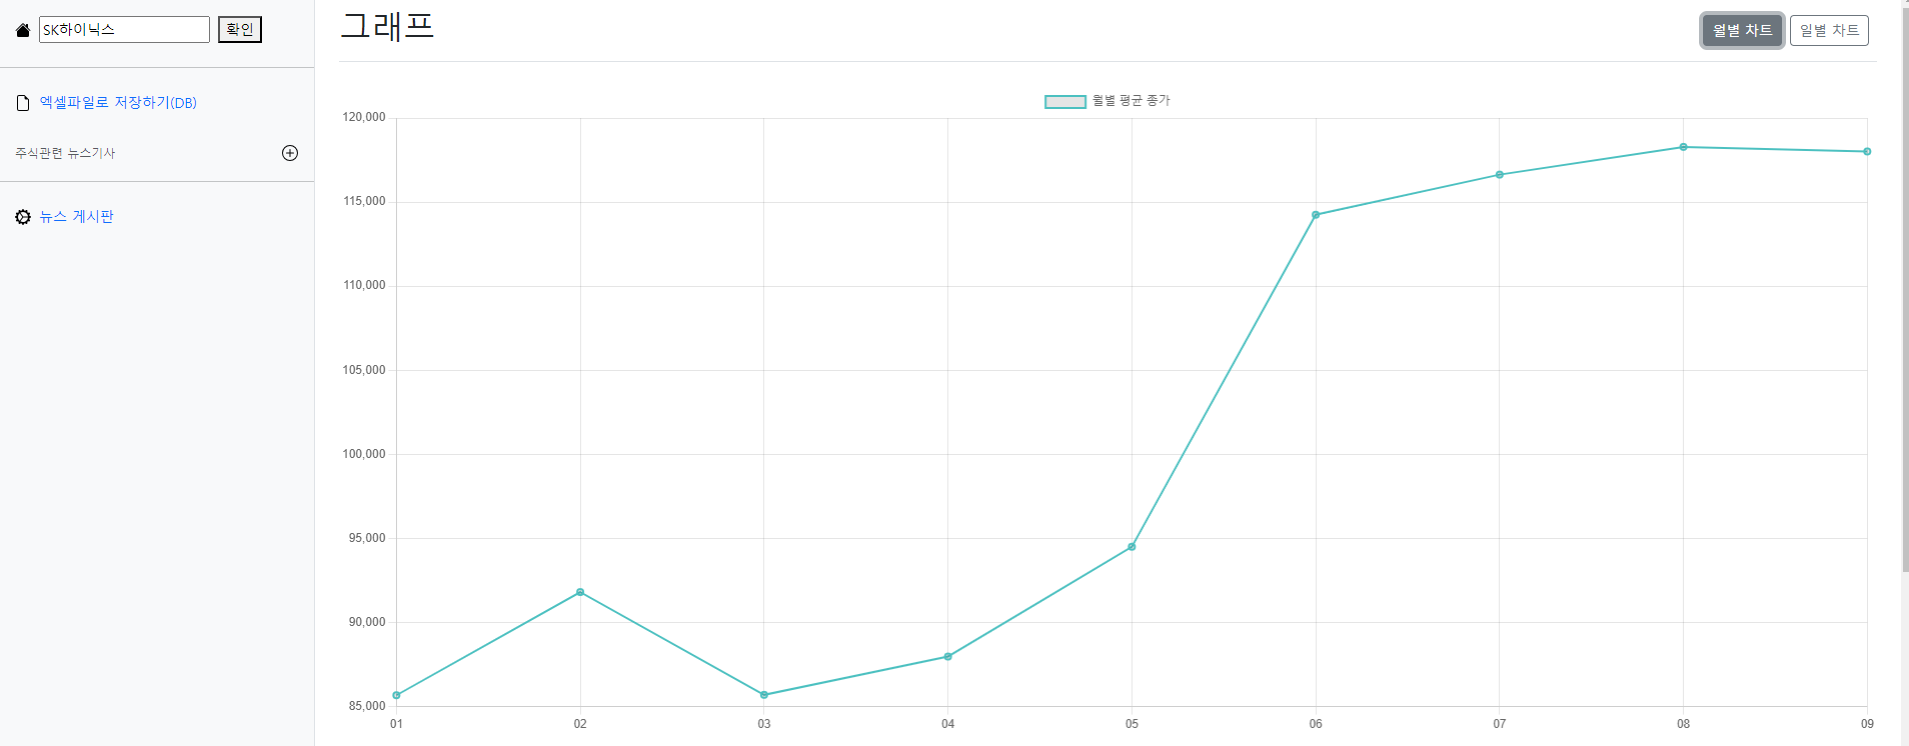 SK하이닉스 확인
엑셀파일로 저장하기(DB)
주식관련 뉴스기사
뉴스 게시판
그래프
월별 차트 일별 차트
월별 평균 종가
120,000
115,000
110,000
105,000
100,000
95,000
90,000
85,000
01 02 03 04 05 06 07 08 09